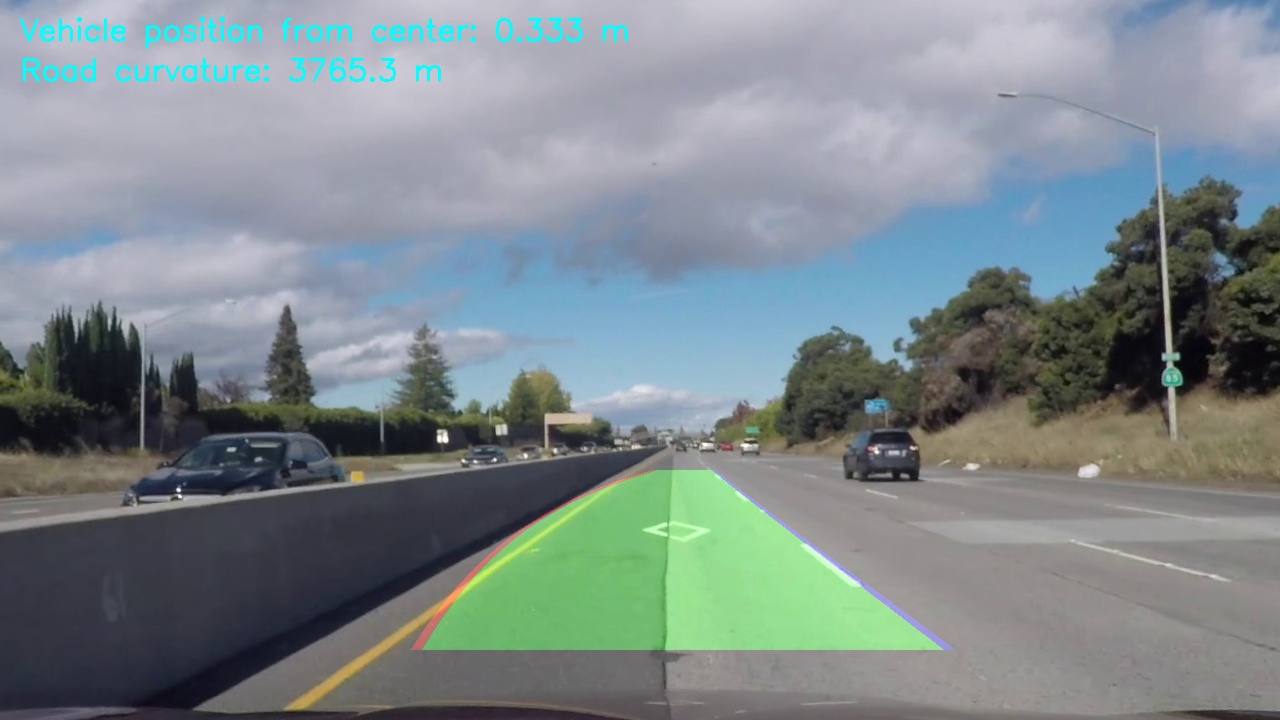 Vehicle position from center: 0.333 m
Road curvature: 3765.3 m